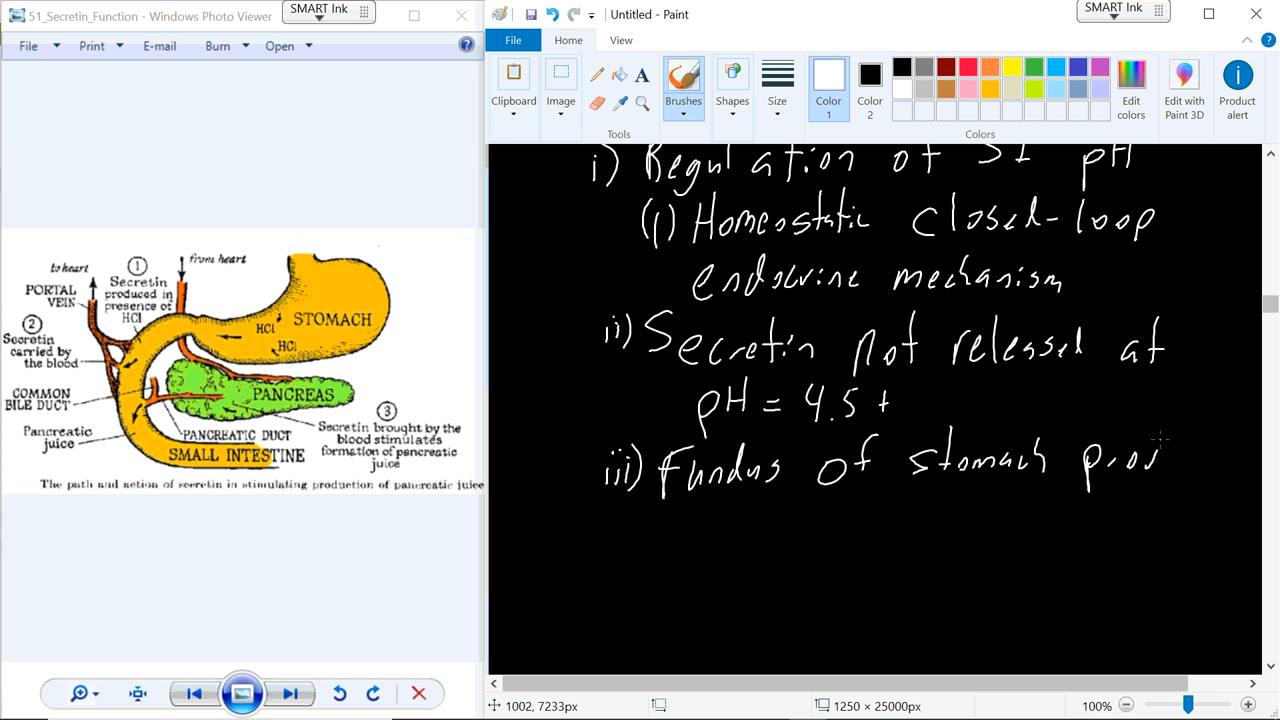 51_Secretin_Function - Windows Photo Viewer
SMART Ink
File Print E-mail Burn Open
to heart
from heart
1
Secretin
produced in
presence of
HCl
PORTAL
VEIN
HCl
HCl
STOMACH
2
Secretin
carried by
the blood
COMMON
BILE DUCT
PANCREAS
3
Pancreatic
juice
PANCREATIC DUCT
Secretin brought by the
blood stimulates
formation of pancreatic
juice
SMALL INTESTINE
The path and action of secretin in stimulating production of pancreatic juice
Untitled - Paint
SMART Ink
File Home View
Clipboard
Image
A
Tools
Brushes
Shapes
Size
Color
1
Color
2
Edit
colors
Colors
Edit with
Paint 3D
Product
alert
i) Regulation of SI pH
(1) Homeostatic closed-loop
endocrine mechanism
ii) Secretin not released at
pH = 4.5 +
iii) Fundus of stomach
1002, 7233px
1250 × 25000px
100%